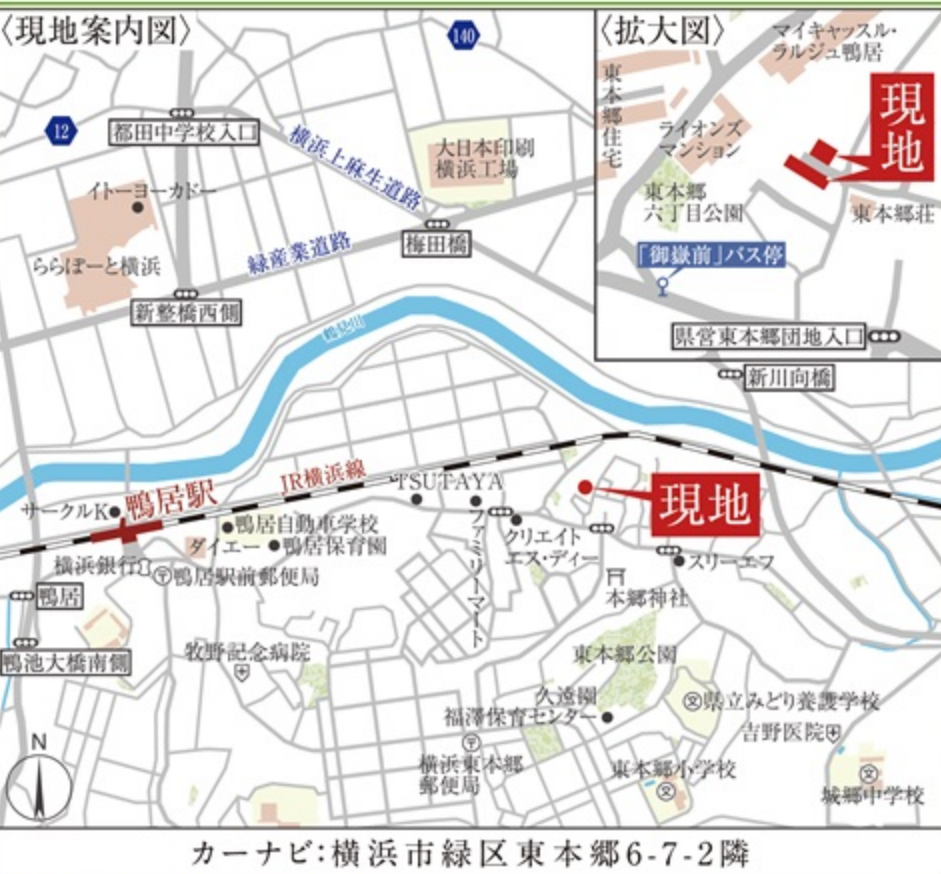 〈現地案内図〉
140
12
都田中学校入口
横浜上麻生道路
大日本印刷
横浜工場
イトーヨーカドー
ららぽーと横浜
緑産業道路
梅田橋
新整橋西側
鶴見川
〈拡大図〉
マイキャッスル・
ラルジュ鴨居
東本郷住宅
ライオンズ
マンション
現地
東本郷
六丁目公園
東本郷荘
「御嶽前」バス停
県営東本郷団地入口
新川向橋
JR横浜線
TSUTAYA
サークルK
鴨居駅
現地
鴨居自動車学校
ダイエー
鴨居保育園
ファミリーマート
クリエイト
エス・ディー
スリーエフ
横浜銀行
鴨居駅前郵便局
鴨居
本郷神社
鴨池大橋南側
牧野記念病院
東本郷公園
久遠園
福澤保育センター
県立みどり養護学校
吉野医院
横浜東本郷
郵便局
東本郷小学校
城郷中学校
N
カーナビ:横浜市緑区東本郷6-7-2隣